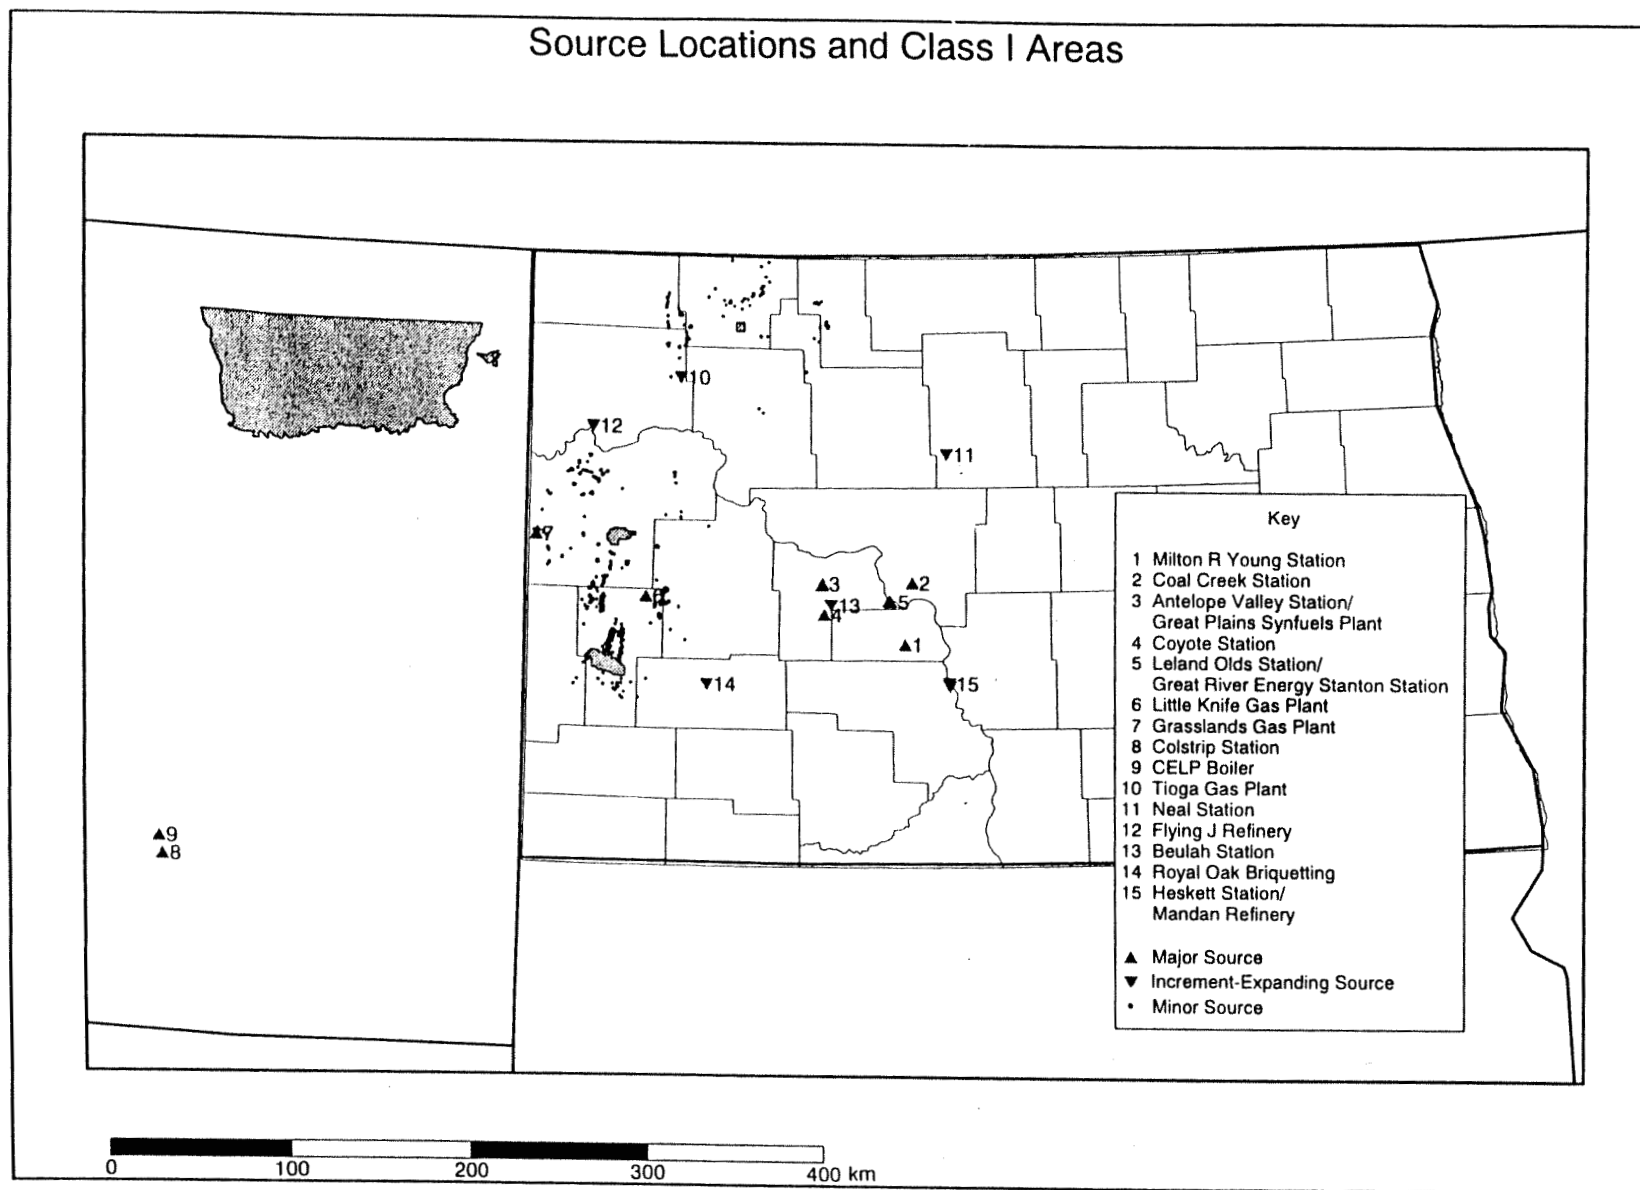 Source Locations and Class I Areas
10
12
11
7
3
2
13
5
4
6
1
14
15
9
8
Key
1 Milton R Young Station
2 Coal Creek Station
3 Antelope Valley Station/
Great Plains Synfuels Plant
4 Coyote Station
5 Leland Olds Station/
Great River Energy Stanton Station
6 Little Knife Gas Plant
7 Grasslands Gas Plant
8 Colstrip Station
9 CELP Boiler
10 Tioga Gas Plant
11 Neal Station
12 Flying J Refinery
13 Beulah Station
14 Royal Oak Briquetting
15 Heskett Station/
Mandan Refinery
Major Source
Increment-Expanding Source
Minor Source
0 100 200 300 400 km